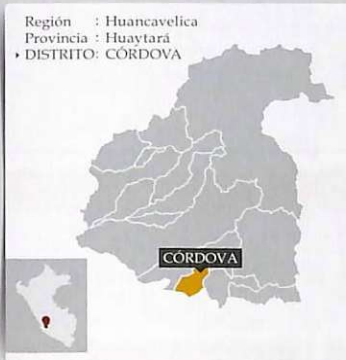 Región : Huancavelica
Provincia : Huaytará
DISTRITO: CÓRDOVA
CÓRDOVA